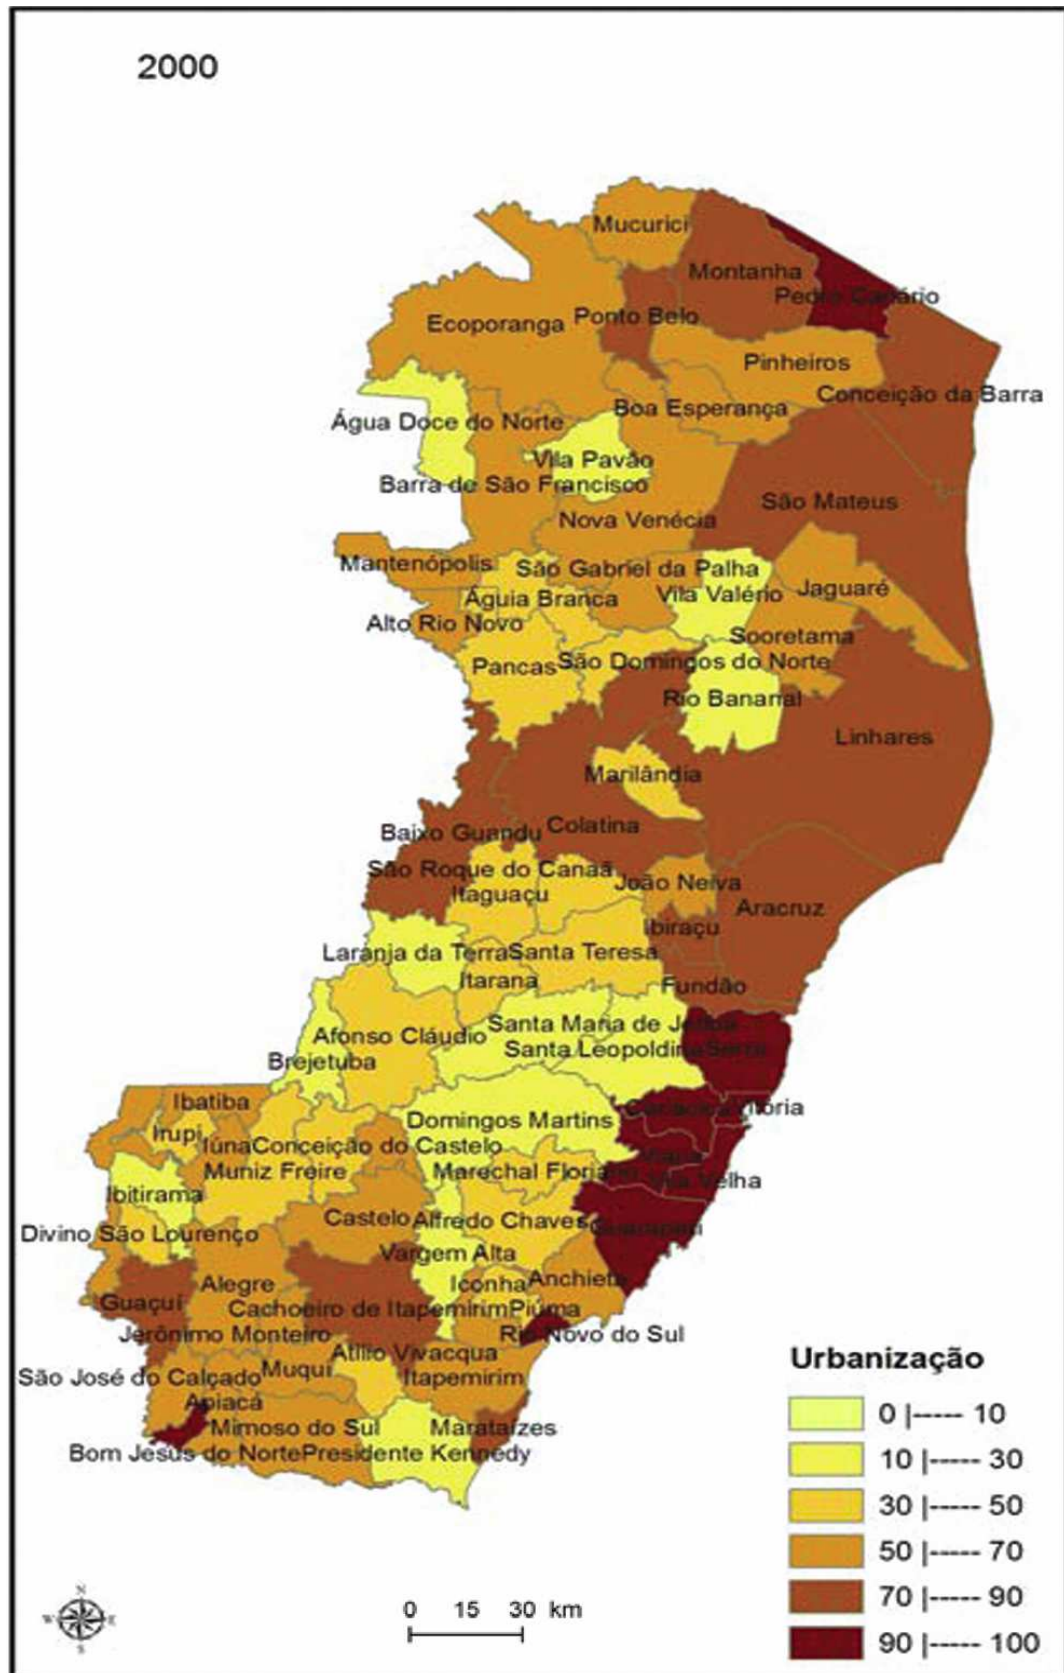 2000
Mucurici
Montanha
Pedro Canário
Ponto Belo
Ecoporanga
Pinheiros
Conceição da Barra
Boa Esperança
Água Doce do Norte
Vila Pavão
Barra de São Francisco
São Mateus
Nova Venécia
Mantenópolis
São Gabriel da Palha
Jaguaré
Vila Valério
Águia Branca
Alto Rio Novo
Sooretama
Pancas
São Domingos do Norte
Rio Bananal
Linhares
Marilândia
Colatina
Baixo Guandu
São Roque do Canaã
João Neiva
Itaguaçu
Aracruz
Ibiraçu
Laranja da Terra
Santa Teresa
Itarana
Fundão
Santa Maria de Jetibá
Afonso Cláudio
Santa Leopoldina
Serra
Brejetuba
Ibatiba
Cariacica
Vitória
Domingos Martins
Irupi
Iúna
Conceição do Castelo
Viana
Muniz Freire
Marechal Floriano
Vila Velha
Ibitirama
Castelo
Alfredo Chaves
Guarapari
Divino São Lourenço
Vargem Alta
Alegre
Iconha
Anchieta
Guaçuí
Cachoeiro de Itapemirim
Piúma
Jerônimo Monteiro
Rio Novo do Sul
Atílio Vivacqua
Muqui
São José do Calçado
Itapemirim
Apiacá
Mimoso do Sul
Marataízes
Bom Jesus do Norte
Presidente Kennedy
Urbanização
0 |----- 10
10 |----- 30
30 |----- 50
50 |----- 70
70 |----- 90
90 |----- 100
N
W E
S
0 15 30 km